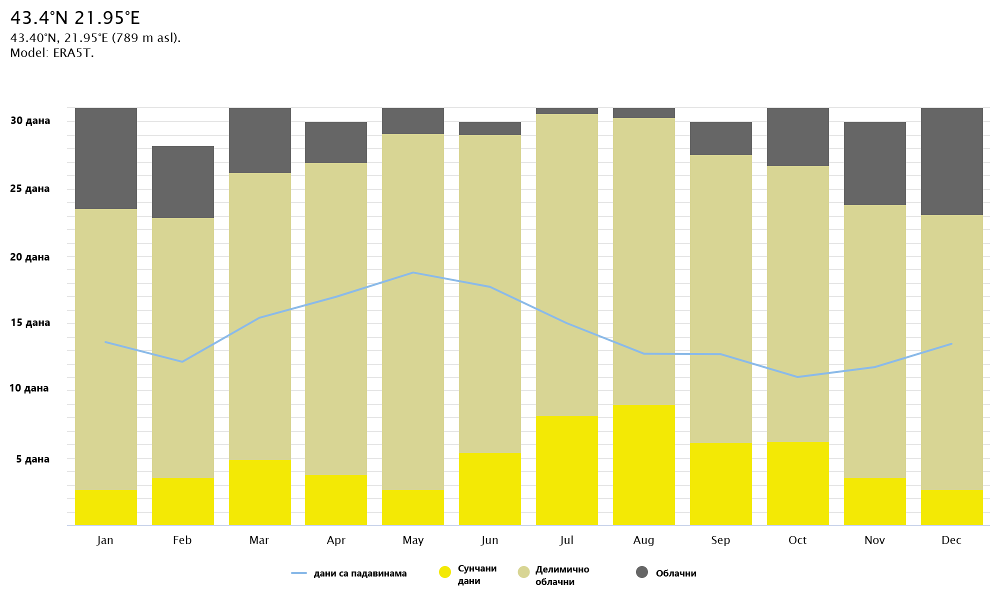 43.4°N 21.95°E
43.40°N, 21.95°E (789 m asl).
Model: ERA5T.
30 дана
25 дана
20 дана
15 дана
10 дана
5 дана
Jan Feb Mar Apr May Jun Jul Aug Sep Oct Nov Dec
дани са падавинама
Сунчани
дани
Делимично
облачни
Облачни